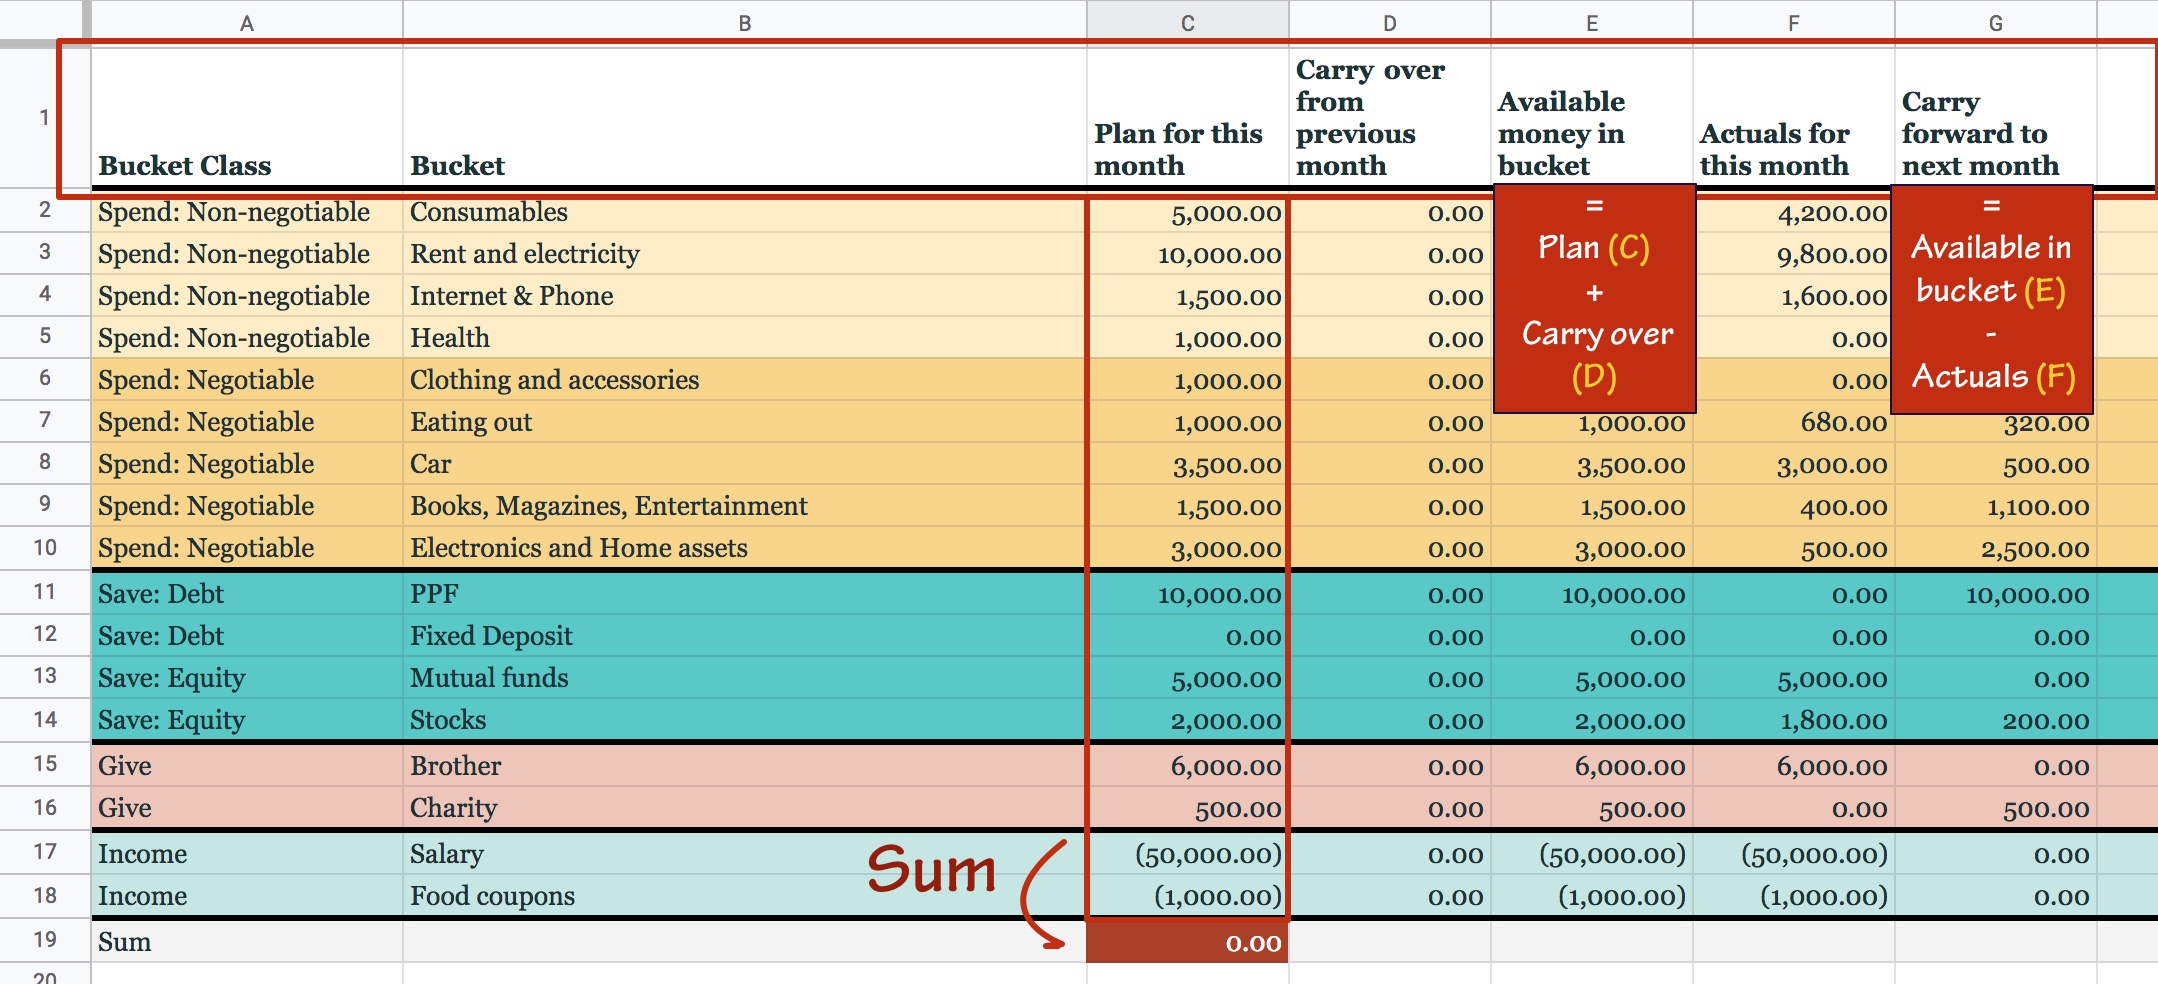 A B C D E F G
1 Bucket Class Bucket Plan for this month Carry over from previous month Available money in bucket Actuals for this month Carry forward to next month
2 Spend: Non-negotiable Consumables 5,000.00 0.00 4,200.00
3 Spend: Non-negotiable Rent and electricity 10,000.00 0.00 9,800.00
4 Spend: Non-negotiable Internet & Phone 1,500.00 0.00 1,600.00
5 Spend: Non-negotiable Health 1,000.00 0.00 0.00
6 Spend: Negotiable Clothing and accessories 1,000.00 0.00 0.00
=
Plan (C)
+
Carry over
(D)
=
Available in
bucket (E)
-
Actuals (F)
7 Spend: Negotiable Eating out 1,000.00 0.00 1,000.00 680.00 320.00
8 Spend: Negotiable Car 3,500.00 0.00 3,500.00 3,000.00 500.00
9 Spend: Negotiable Books, Magazines, Entertainment 1,500.00 0.00 1,500.00 400.00 1,100.00
10 Spend: Negotiable Electronics and Home assets 3,000.00 0.00 3,000.00 500.00 2,500.00
11 Save: Debt PPF 10,000.00 0.00 10,000.00 0.00 10,000.00
12 Save: Debt Fixed Deposit 0.00 0.00 0.00 0.00 0.00
13 Save: Equity Mutual funds 5,000.00 0.00 5,000.00 5,000.00 0.00
14 Save: Equity Stocks 2,000.00 0.00 2,000.00 1,800.00 200.00
15 Give Brother 6,000.00 0.00 6,000.00 6,000.00 0.00
16 Give Charity 500.00 0.00 500.00 0.00 500.00
17 Income Salary (50,000.00) 0.00 (50,000.00) (50,000.00) 0.00
18 Income Food coupons (1,000.00) 0.00 (1,000.00) (1,000.00) 0.00
Sum
19 Sum 0.00
20